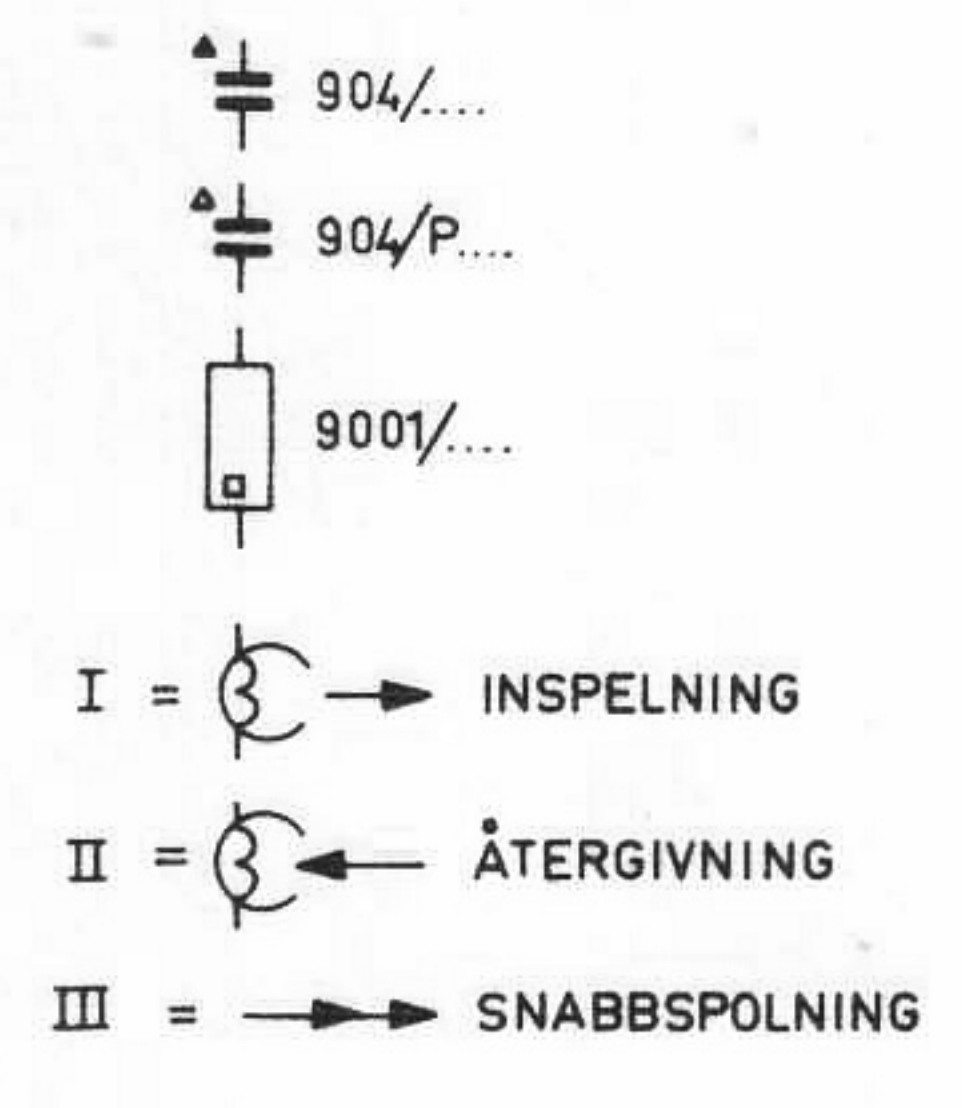 904/....
904/P....
9001/....
I = INSPELNING
II = ÅTERGIVNING
III = SNABBSPOLNING